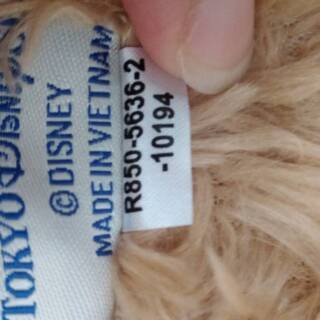 TOKYO DISNEY
© DISNEY
MADE IN VIETNAM
R850-5636-2
-10194